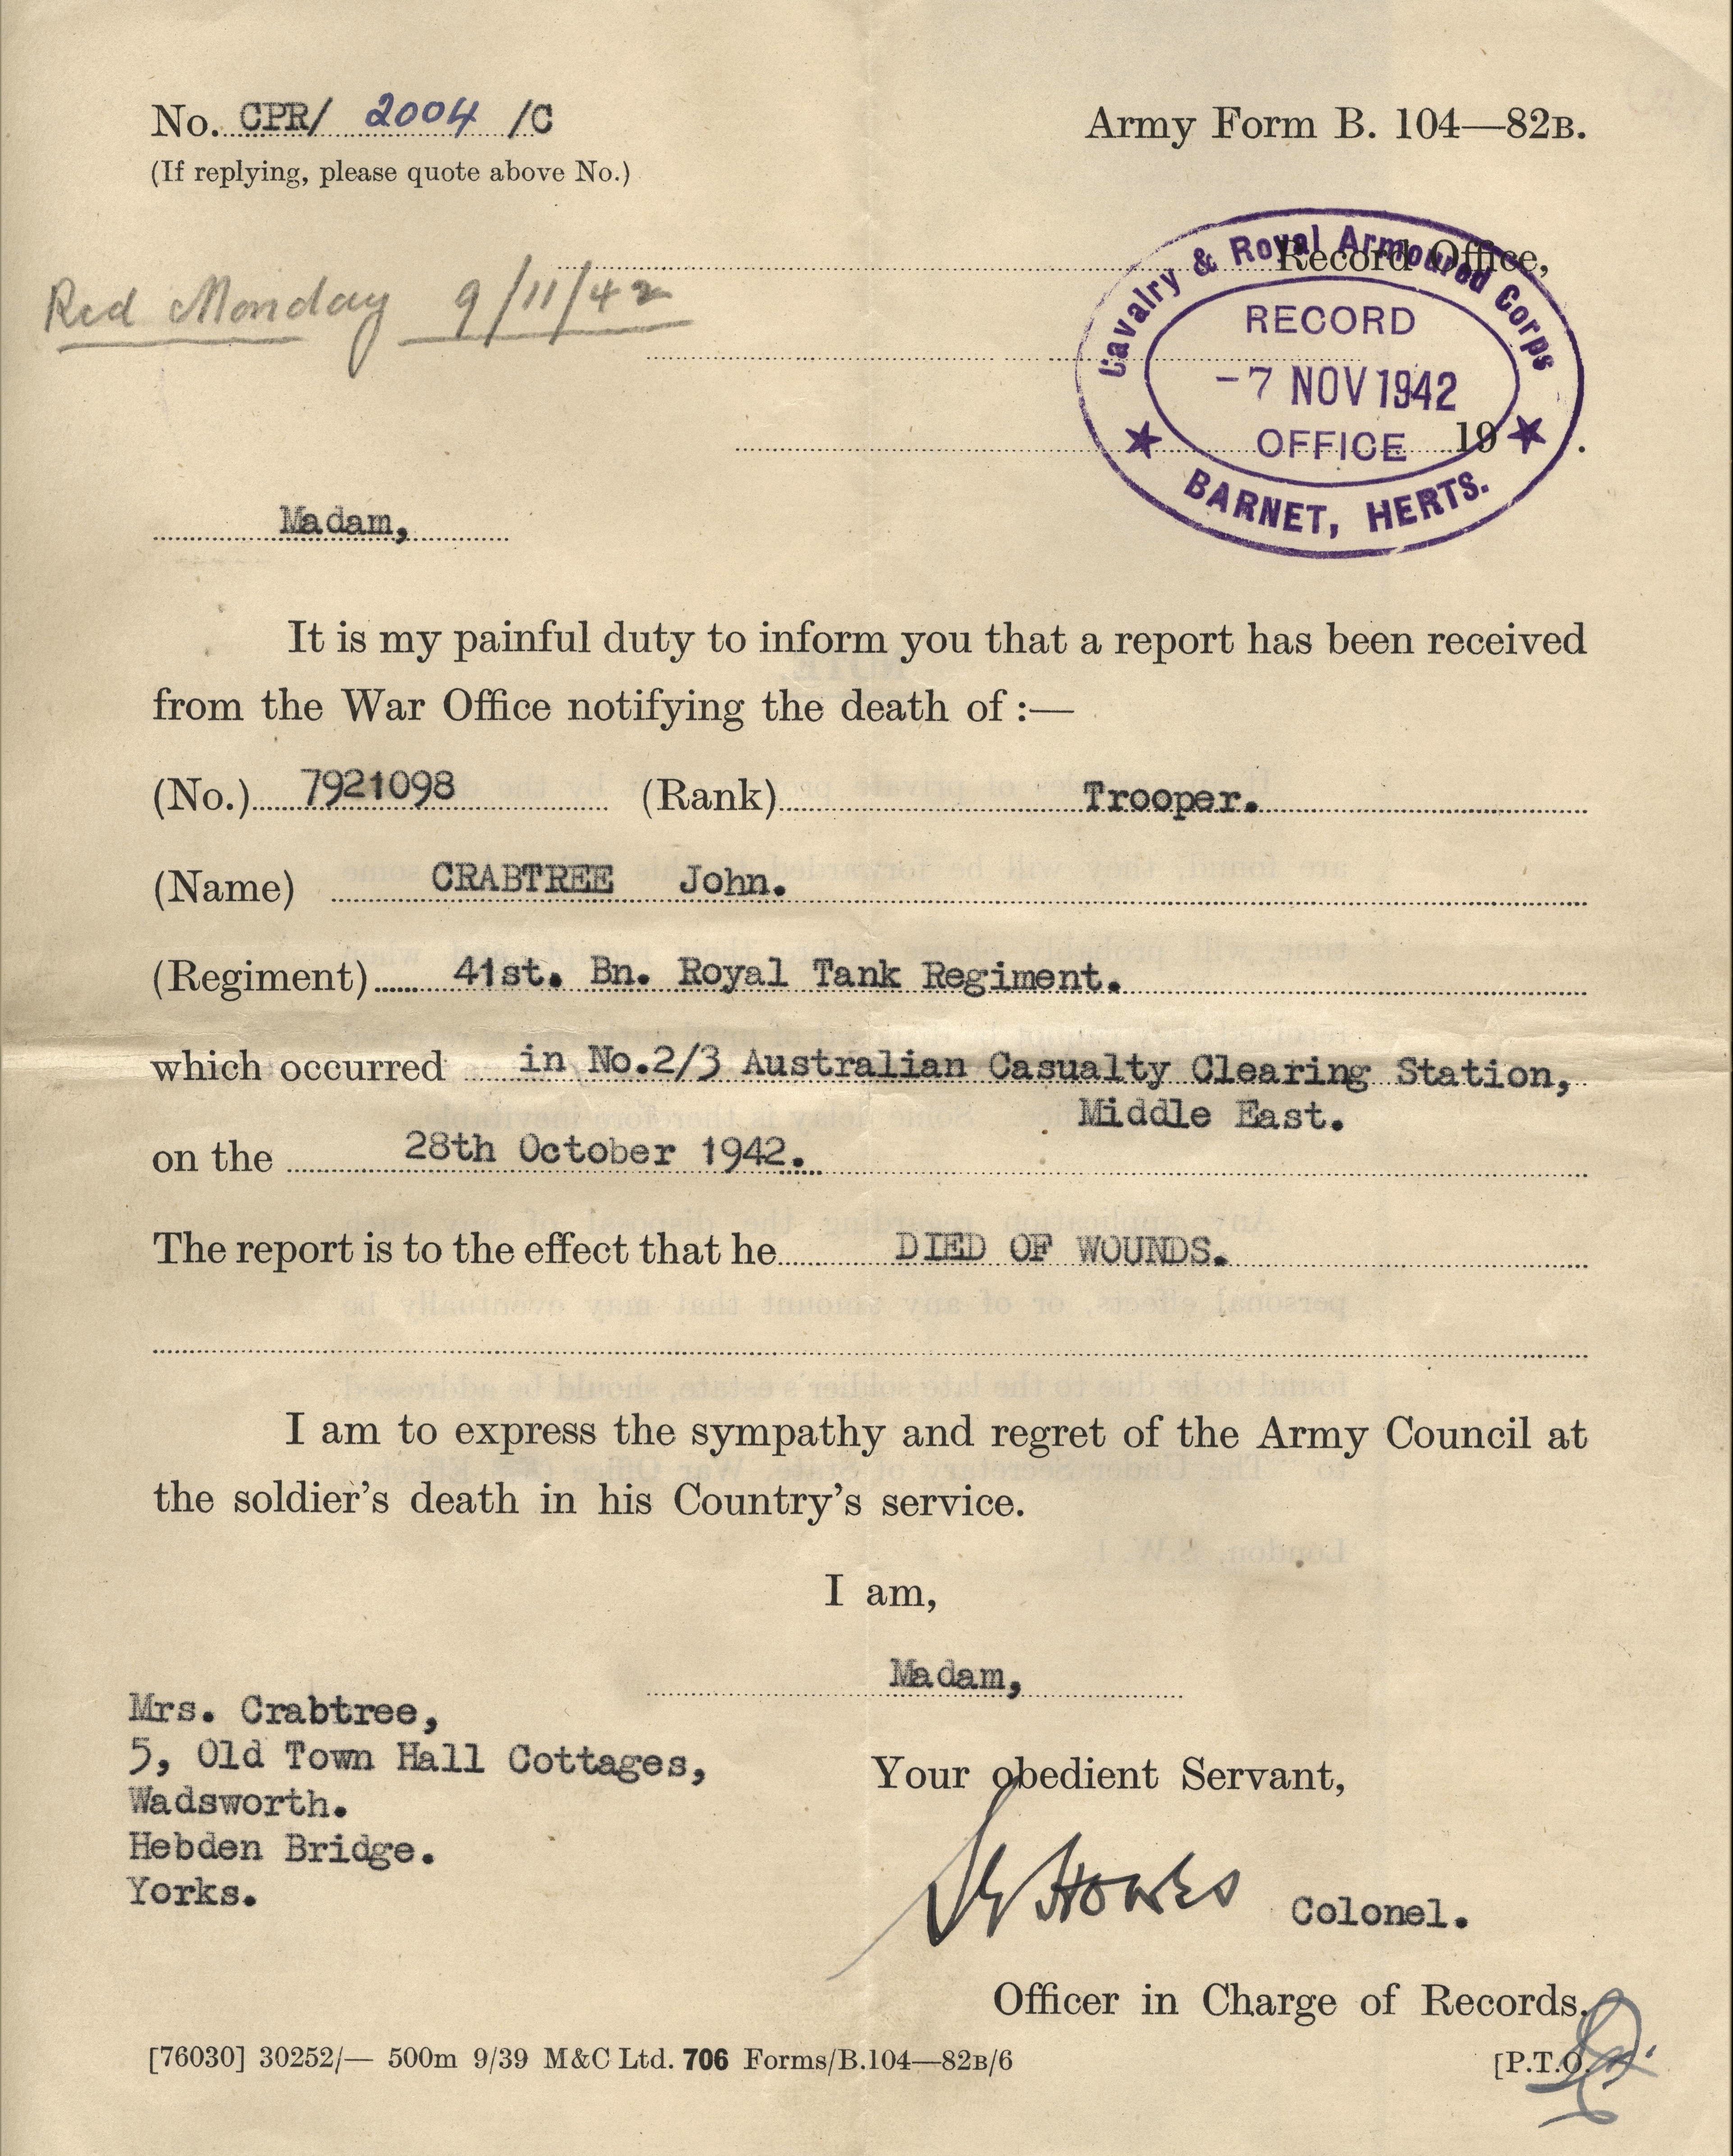 No. CPR/ 2004 /C
Army Form B. 104—82B.
(If replying, please quote above No.)
Record Office,
Cavalry & Royal Armoured Corps
RECORD
-7 NOV 1942
OFFICE
BARNET, HERTS.
19 .
Red Monday 9/11/42
Madam,
It is my painful duty to inform you that a report has been received
from the War Office notifying the death of :—
(No.) 7921098 (Rank) Trooper.
(Name) CRABTREE John.
(Regiment) 41st. Bn. Royal Tank Regiment.
which occurred in No.2/3 Australian Casualty Clearing Station,
Middle East.
on the 28th October 1942.
The report is to the effect that he DIED OF WOUNDS.
I am to express the sympathy and regret of the Army Council at
the soldier's death in his Country's service.
I am,
Madam,
Mrs. Crabtree,
5, Old Town Hall Cottages,
Wadsworth.
Hebden Bridge.
Yorks.
Your obedient Servant,
Colonel.
Officer in Charge of Records.
[76030] 30252/— 500m 9/39 M&C Ltd. 706 Forms/B.104—82B/6
[P.T.O.